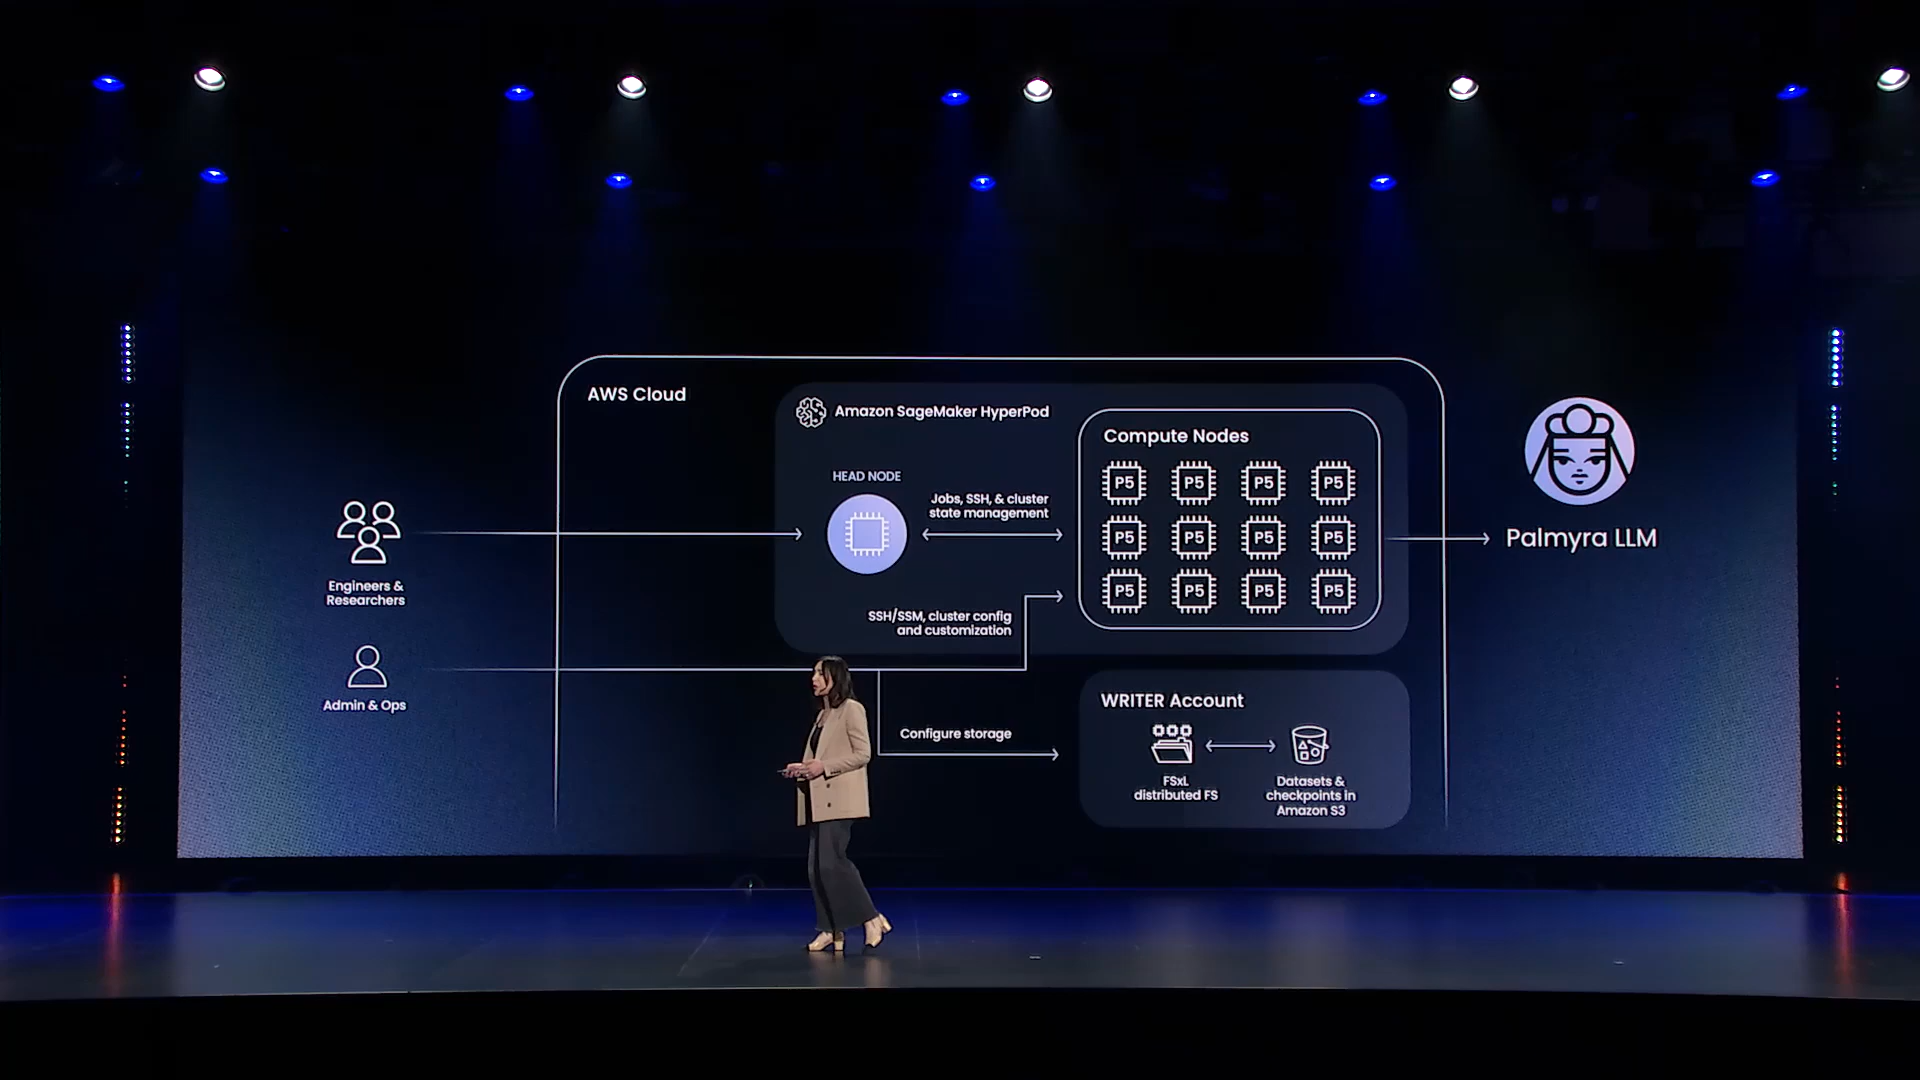 AWS Cloud
Amazon SageMaker HyperPod
Compute Nodes
HEAD NODE
Jobs, SSH, & cluster
state management
P5 P5 P5 P5
P5 P5 P5 P5
P5 P5 P5 P5
Engineers &
Researchers
Palmyra LLM
SSH/SSM, cluster config
and customization
Admin & Ops
Configure storage
WRITER Account
FSxL
distributed FS
Datasets &
checkpoints in
Amazon S3